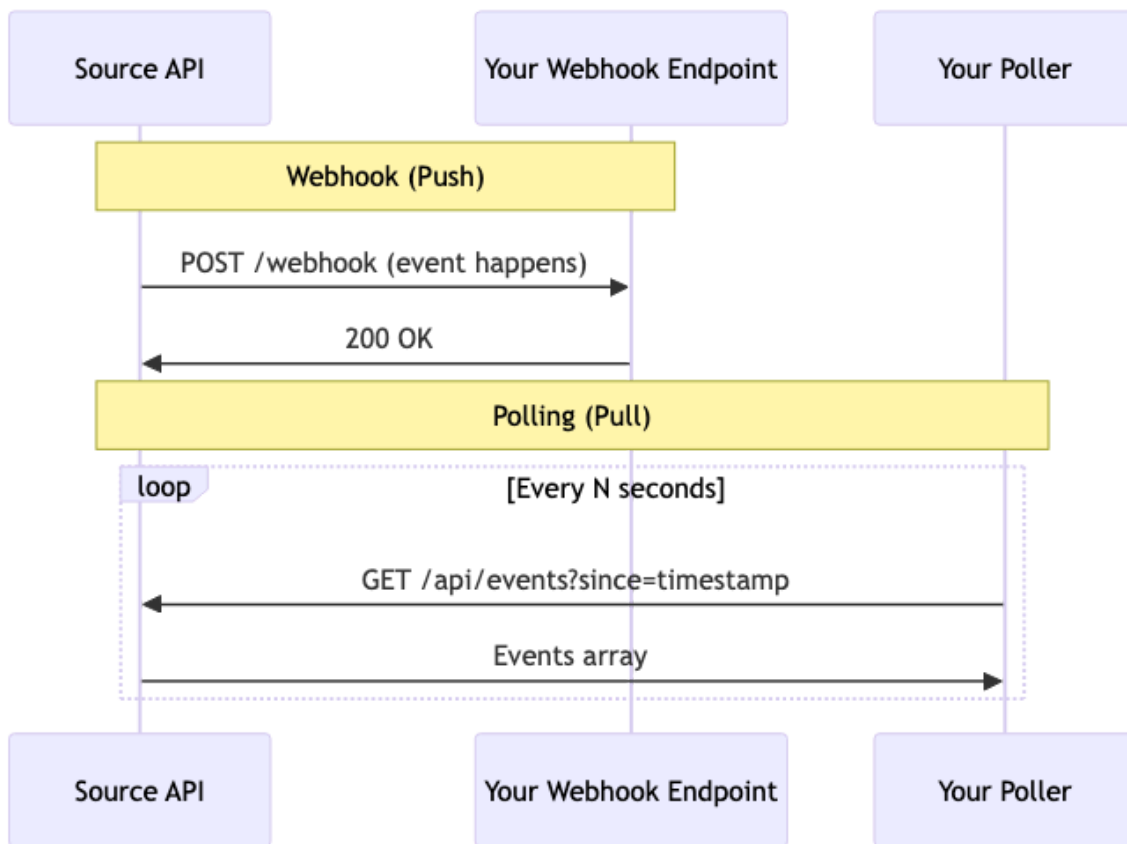 Source API
Your Webhook Endpoint
Your Poller
Webhook (Push)
POST /webhook (event happens)
200 OK
Polling (Pull)
loop
[Every N seconds]
GET /api/events?since=timestamp
Events array
Source API
Your Webhook Endpoint
Your Poller